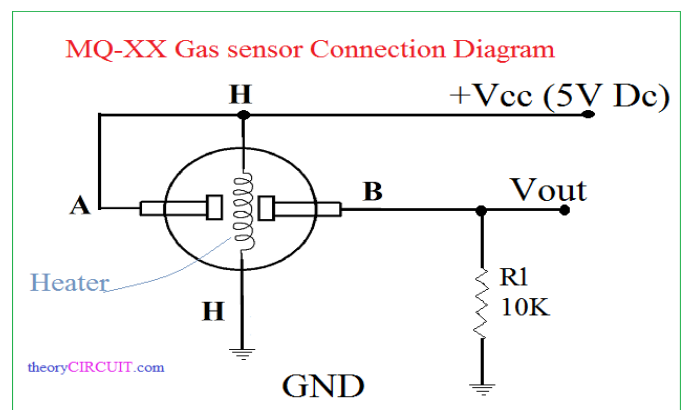 MQ-XX Gas sensor Connection Diagram
H
+Vcc (5V Dc)
A
B
Vout
Heater
R1
10K
H
theoryCIRCUIT.com
GND